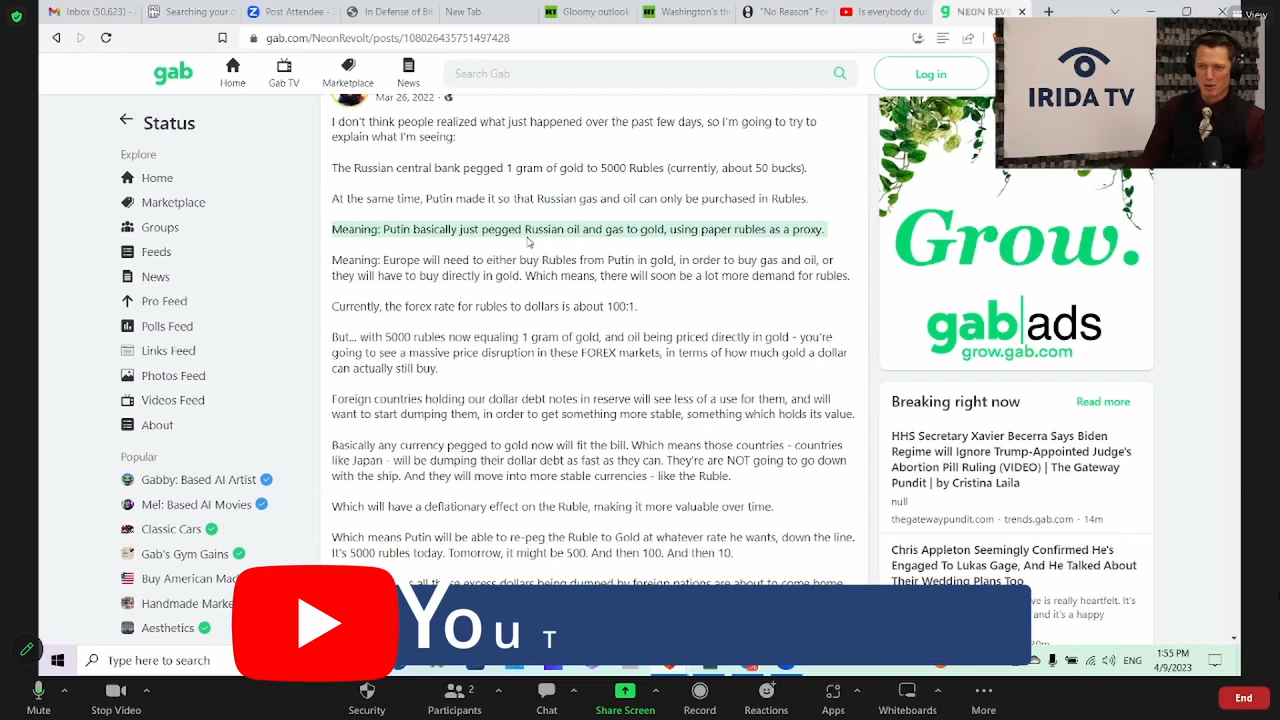 Inbox (50,623) -
Searching your c
Post Attendee -
In Defense of Bit
New Tab
Gloomy outlook
Washington's th
"No Reason" For
Is everybody du
NEON REV
View
gab.com/NeonRevolt/posts/108026435751497428
gab
Home
Gab TV
Marketplace
News
Search Gab
Log in
IRIDA TV
Status
Explore
Home
Marketplace
Groups
Feeds
News
Pro Feed
Polls Feed
Links Feed
Photos Feed
Videos Feed
About
Popular
Gabby: Based AI Artist
Mel: Based AI Movies
Classic Cars
Gab's Gym Gains
Buy American Mad
Handmade Marke
Aesthetics
Mar 26, 2022 ·
I don't think people realized what just happened over the past few days, so I'm going to try to
explain what I'm seeing:
The Russian central bank pegged 1 gram of gold to 5000 Rubles (currently, about 50 bucks).
At the same time, Putin made it so that Russian gas and oil can only be purchased in Rubles.
Meaning: Putin basically just pegged Russian oil and gas to gold, using paper rubles as a proxy.
Meaning: Europe will need to either buy Rubles from Putin in gold, in order to buy gas and oil, or
they will have to buy directly in gold. Which means, there will soon be a lot more demand for rubles.
Currently, the forex rate for rubles to dollars is about 100:1.
But... with 5000 rubles now equaling 1 gram of gold, and oil being priced directly in gold - you're
going to see a massive price disruption in these FOREX markets, in terms of how much gold a dollar
can actually still buy.
Foreign countries holding our dollar debt notes in reserve will see less of a use for them, and will
want to start dumping them, in order to get something more stable, something which holds its value.
Basically any currency pegged to gold now will fit the bill. Which means those countries - countries
like Japan - will be dumping their dollar debt as fast as they can. They're are NOT going to go down
with the ship. And they will move into more stable currencies - like the Ruble.
Which will have a deflationary effect on the Ruble, making it more valuable over time.
Which means Putin will be able to re-peg the Ruble to Gold at whatever rate he wants, down the line.
It's 5000 rubles today. Tomorrow, it might be 500. And then 100. And then 10.
excess dollars being dumped by foreign nations are about to come home
Grow.
gab ads
grow.gab.com
Breaking right now
Read more
HHS Secretary Xavier Becerra Says Biden
Regime will Ignore Trump-Appointed Judge's
Abortion Pill Ruling (VIDEO) | The Gateway
Pundit | by Cristina Laila
null
thegatewaypundit.com · trends.gab.com · 14m
Chris Appleton Seemingly Confirmed He's
Engaged To Lukas Gage, And He Talked About
Their Wedding Plans Too
ve is really heartfelt. It's
and it's a happy
You T
Type here to search
ENG
1:55 PM
4/9/2023
Mute
Stop Video
Security
Participants
2
Chat
Share Screen
Record
Reactions
Apps
Whiteboards
More
End